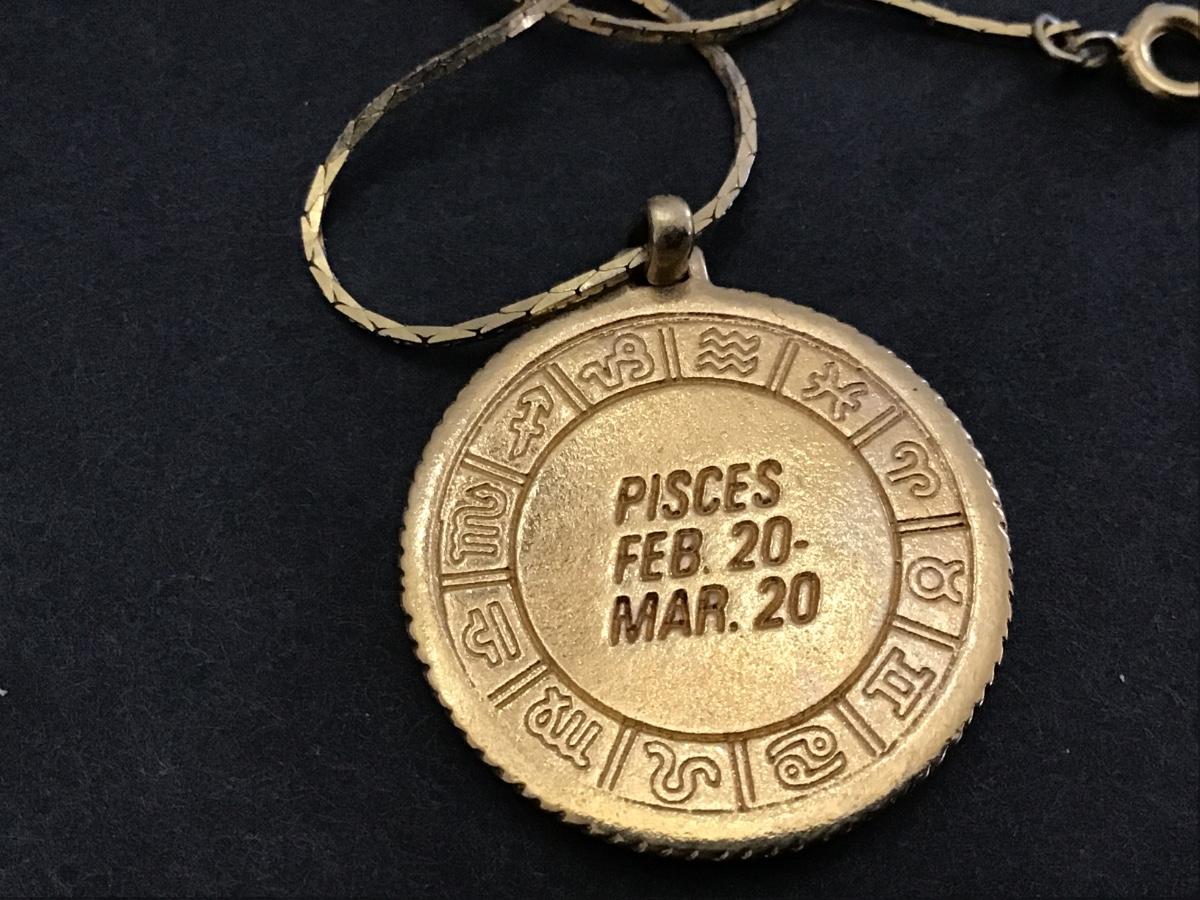 PISCES
FEB. 20-
MAR. 20